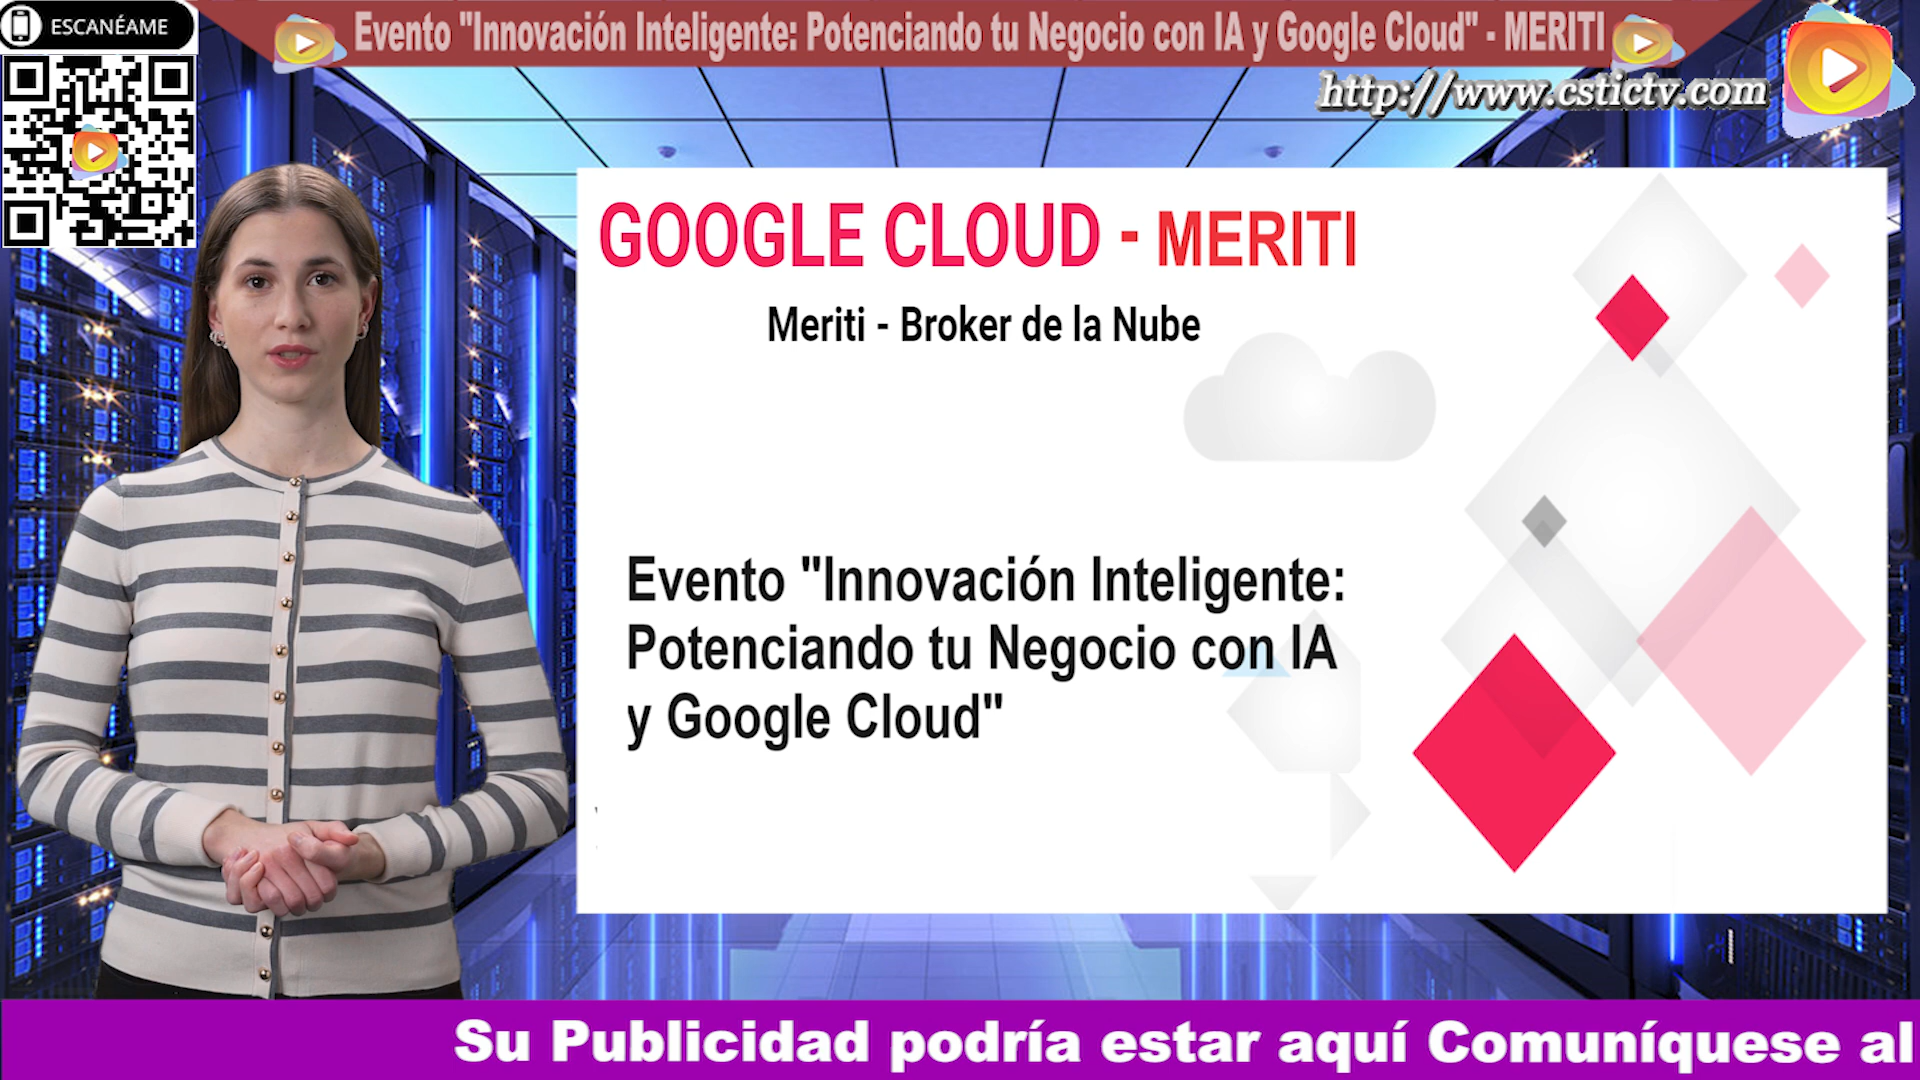 ESCANÉAME
Evento "Innovación Inteligente: Potenciando tu Negocio con IA y Google Cloud" - MERITI
http://www.cstictv.com
GOOGLE CLOUD - MERITI
Meriti - Broker de la Nube
Evento "Innovación Inteligente:
Potenciando tu Negocio con IA
y Google Cloud"
Su Publicidad podría estar aquí Comuníquese al